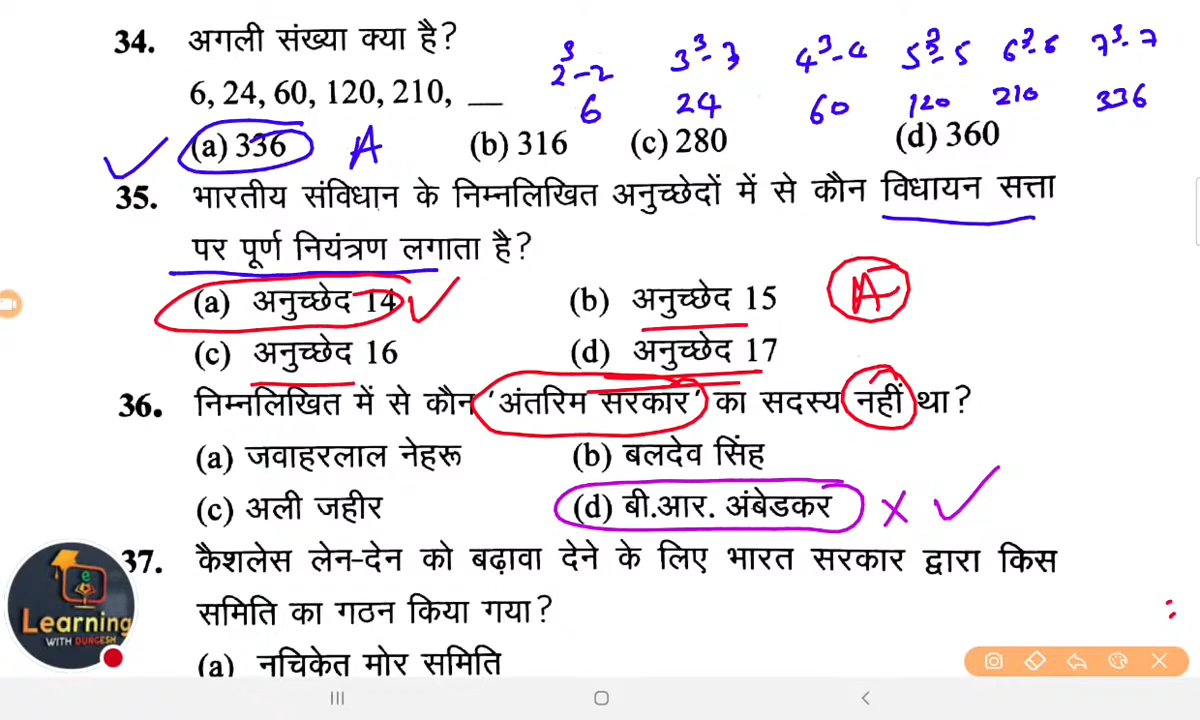 34. अगली संख्या क्या है?
2³-2 3³-3 4³-4 5³-5 6³-6 7³-7
6, 24, 60, 120, 210, __
6 24 60 120 210 336
(a) 336 A (b) 316 (c) 280 (d) 360
35. भारतीय संविधान के निम्नलिखित अनुच्छेदों में से कौन विधायन सत्ता
पर पूर्ण नियंत्रण लगाता है?
(a) अनुच्छेद 14 (b) अनुच्छेद 15 A
(c) अनुच्छेद 16 (d) अनुच्छेद 17
36. निम्नलिखित में से कौन 'अंतरिम सरकार' का सदस्य नहीं था?
(a) जवाहरलाल नेहरू (b) बलदेव सिंह
(c) अली जहीर (d) बी.आर. अंबेडकर
37. कैशलेस लेन-देन को बढ़ावा देने के लिए भारत सरकार द्वारा किस
समिति का गठन किया गया?
(a) नचिकेत मोर समिति
e
Learning
WITH DURGESH